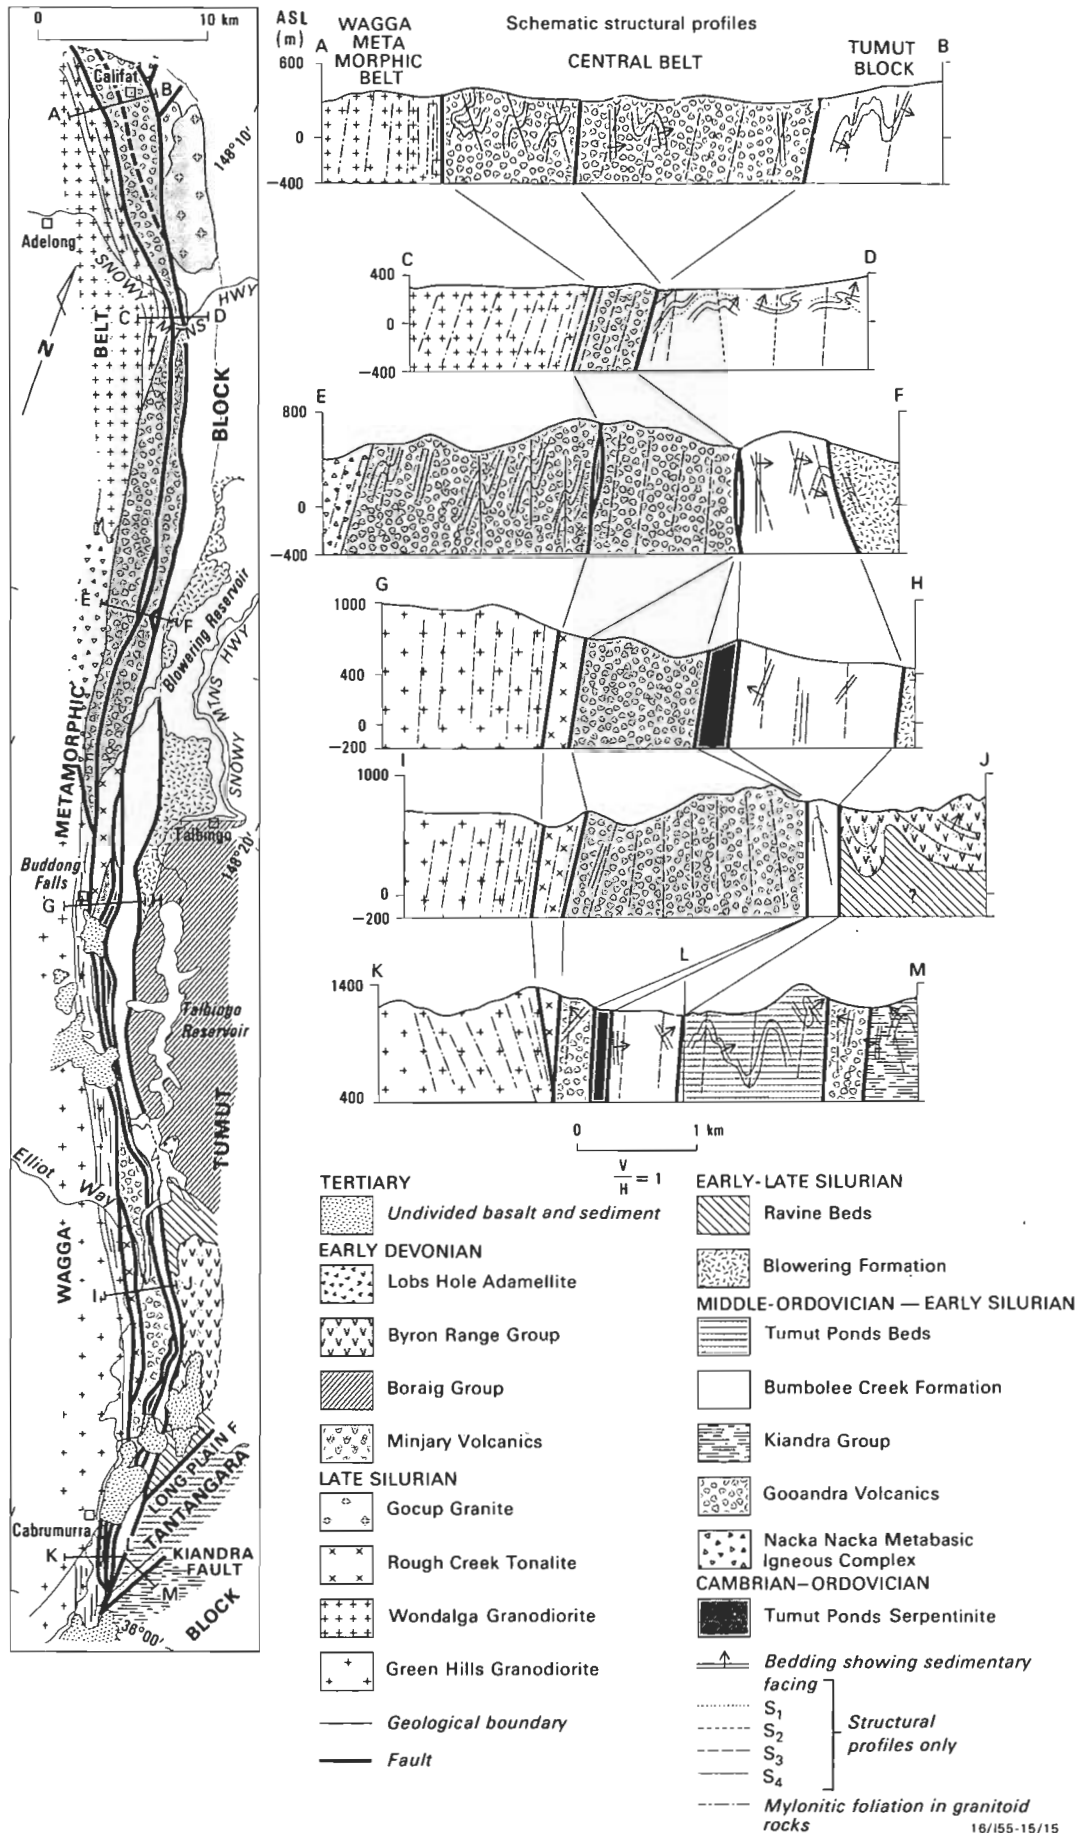 0 10 km
Califat
A
B
148°10′
Adelong
SNOWY
MTNS
HWY
C
D
N
BELT
BLOCK
E
F
Blowering Reservoir
HWY
MTNS
SNOWY
METAMORPHIC
Talbingo
148°20′
Buddong
Falls
G
H
Talbingo
Reservoir
TUMUT
Elliot Way
WAGGA
I
J
LONG PLAIN F
TANTANGARA
Cabrumurra
K
L
KIANDRA
FAULT
M
BLOCK
36°00′
ASL
(m)
Schematic structural profiles
WAGGA
META
MORPHIC
BELT
CENTRAL BELT
TUMUT
BLOCK
A
B
600
0
−400
C
D
400
0
−400
E
F
800
0
−400
G
H
1000
400
0
−200
I
J
1000
0
−200
?
K
L
M
1400
400
0 1 km
V
H = 1
TERTIARY
Undivided basalt and sediment
EARLY DEVONIAN
Lobs Hole Adamellite
Byron Range Group
Boraig Group
Minjary Volcanics
LATE SILURIAN
Gocup Granite
Rough Creek Tonalite
Wondalga Granodiorite
Green Hills Granodiorite
Geological boundary
Fault
EARLY-LATE SILURIAN
Ravine Beds
Blowering Formation
MIDDLE-ORDOVICIAN — EARLY SILURIAN
Tumut Ponds Beds
Bumbolee Creek Formation
Kiandra Group
Gooandra Volcanics
Nacka Nacka Metabasic
Igneous Complex
CAMBRIAN–ORDOVICIAN
Tumut Ponds Serpentinite
Bedding showing sedimentary
facing
S1
S2
S3
S4
Structural
profiles only
Mylonitic foliation in granitoid
rocks
16/I55-15/15